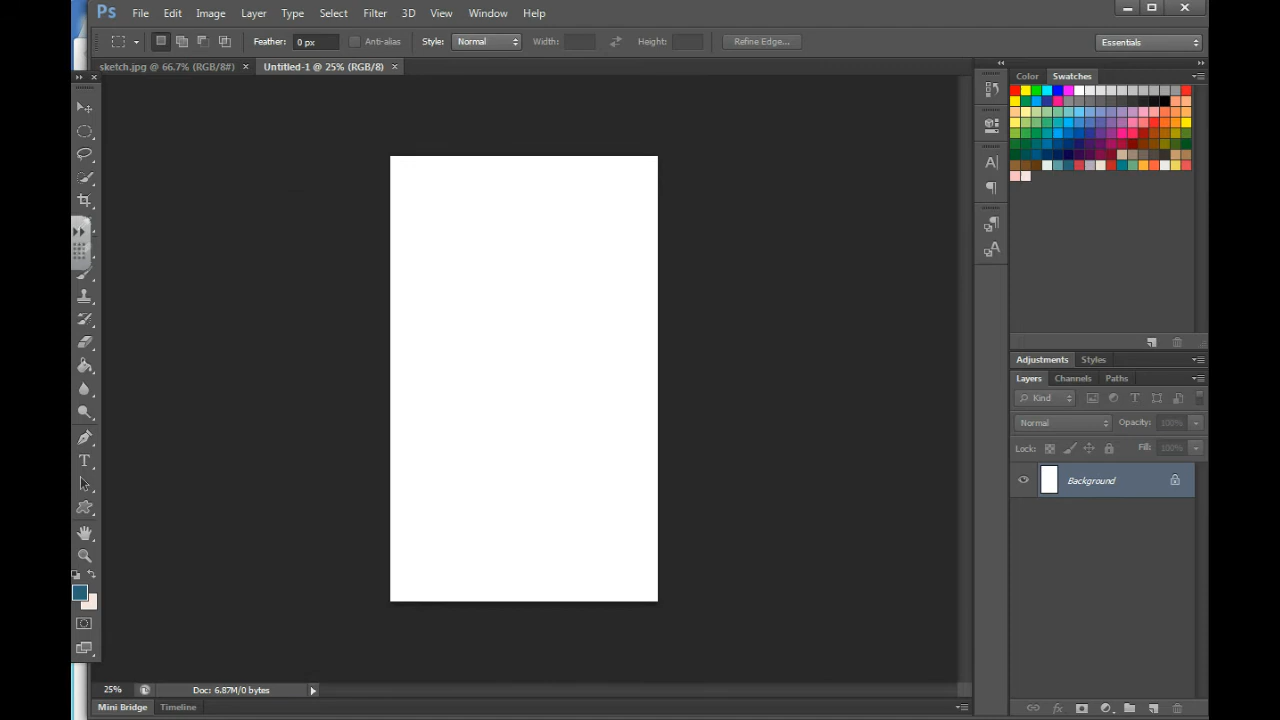 Ps File Edit Image Layer Type Select Filter 3D View Window Help
Feather: 0 px Anti-alias Style: Normal Width: Height: Refine Edge... Essentials
sketch.jpg @ 66.7% (RGB/8#) × Untitled-1 @ 25% (RGB/8) ×
Color Swatches
Adjustments Styles
Layers Channels Paths
Kind
Normal Opacity: 100%
Lock: Fill: 100%
Background
25% Doc: 6.87M/0 bytes
Mini Bridge Timeline